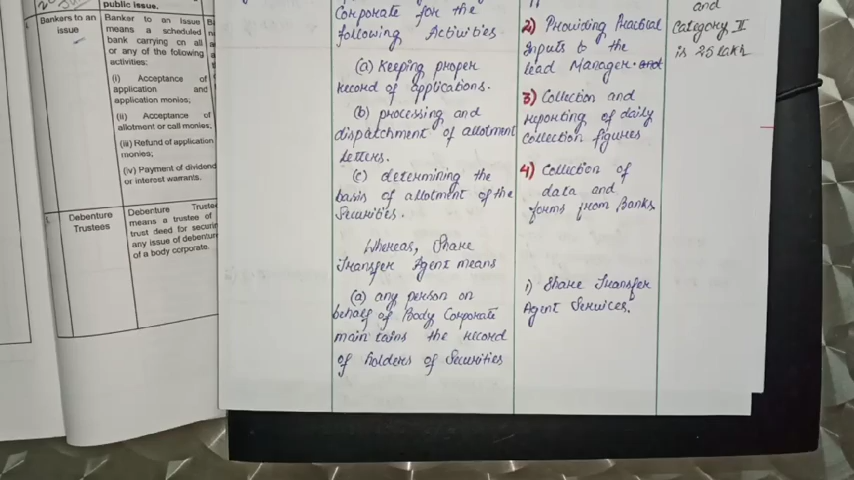 public issue.
Bankers to an
issue
Banker to an Issue
means a scheduled
bank carrying on all
or any of the following
activities:
(i) Acceptance of
application and
application monies;
(ii) Acceptance of
allotment or call monies;
(iii) Refund of application
monies;
(iv) Payment of dividend
or interest warrants.
Debenture
Trustees
Debenture Trustee
means a trustee of
trust deed for securi
any issue of debentur
of a body corporate.
Corporate for the
following Activities.
(a) Keeping proper
record of applications.
(b) processing and
dispatchment of allotment
letters.
(c) determining the
basis of allotment of the
Securities.
Whereas, Share
Transfer Agent means
(a) any person on
behalf of Body Corporate
maintains the record
of holders of Securities
2) Providing Practical
Inputs to the
Lead Manager.
3) Collection and
reporting of daily
collection figures
4) Collection of
data and
forms from Banks.
1) Share Transfer
Agent Services.
and
Category II
is 25 lakh